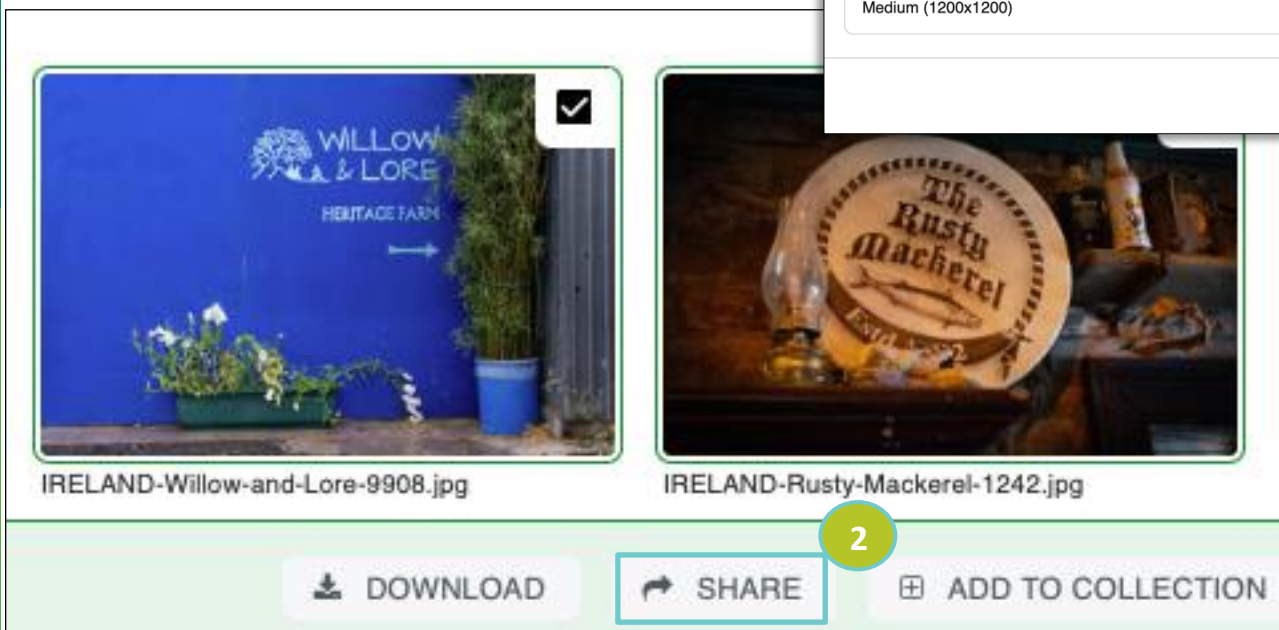 Medium (1200x1200)
WILLOW
& LORE
HERITAGE FARM
The
Rusty
Mackerel
IRELAND-Willow-and-Lore-9908.jpg
IRELAND-Rusty-Mackerel-1242.jpg
2
DOWNLOAD
SHARE
ADD TO COLLECTION